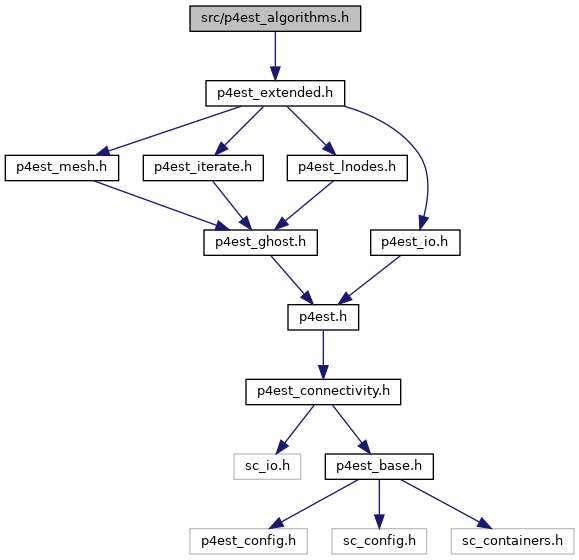 src/p4est_algorithms.h
p4est_extended.h
p4est_mesh.h
p4est_iterate.h
p4est_lnodes.h
p4est_ghost.h
p4est_io.h
p4est.h
p4est_connectivity.h
sc_io.h
p4est_base.h
p4est_config.h
sc_config.h
sc_containers.h